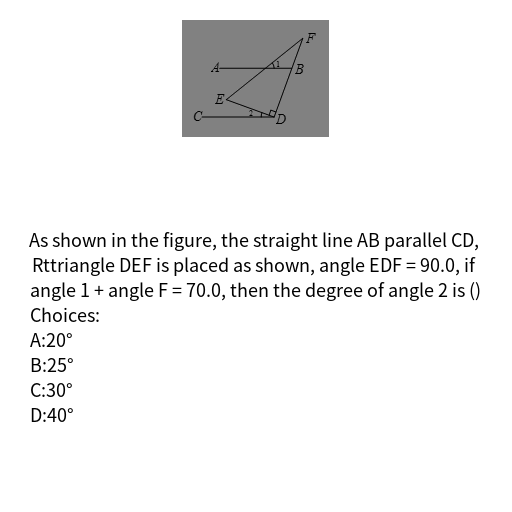 F
A
1
B
E
C
2
D
As shown in the figure, the straight line AB parallel CD,
Rttriangle DEF is placed as shown, angle EDF = 90.0, if
angle 1 + angle F = 70.0, then the degree of angle 2 is ()
Choices:
A:20°
B:25°
C:30°
D:40°